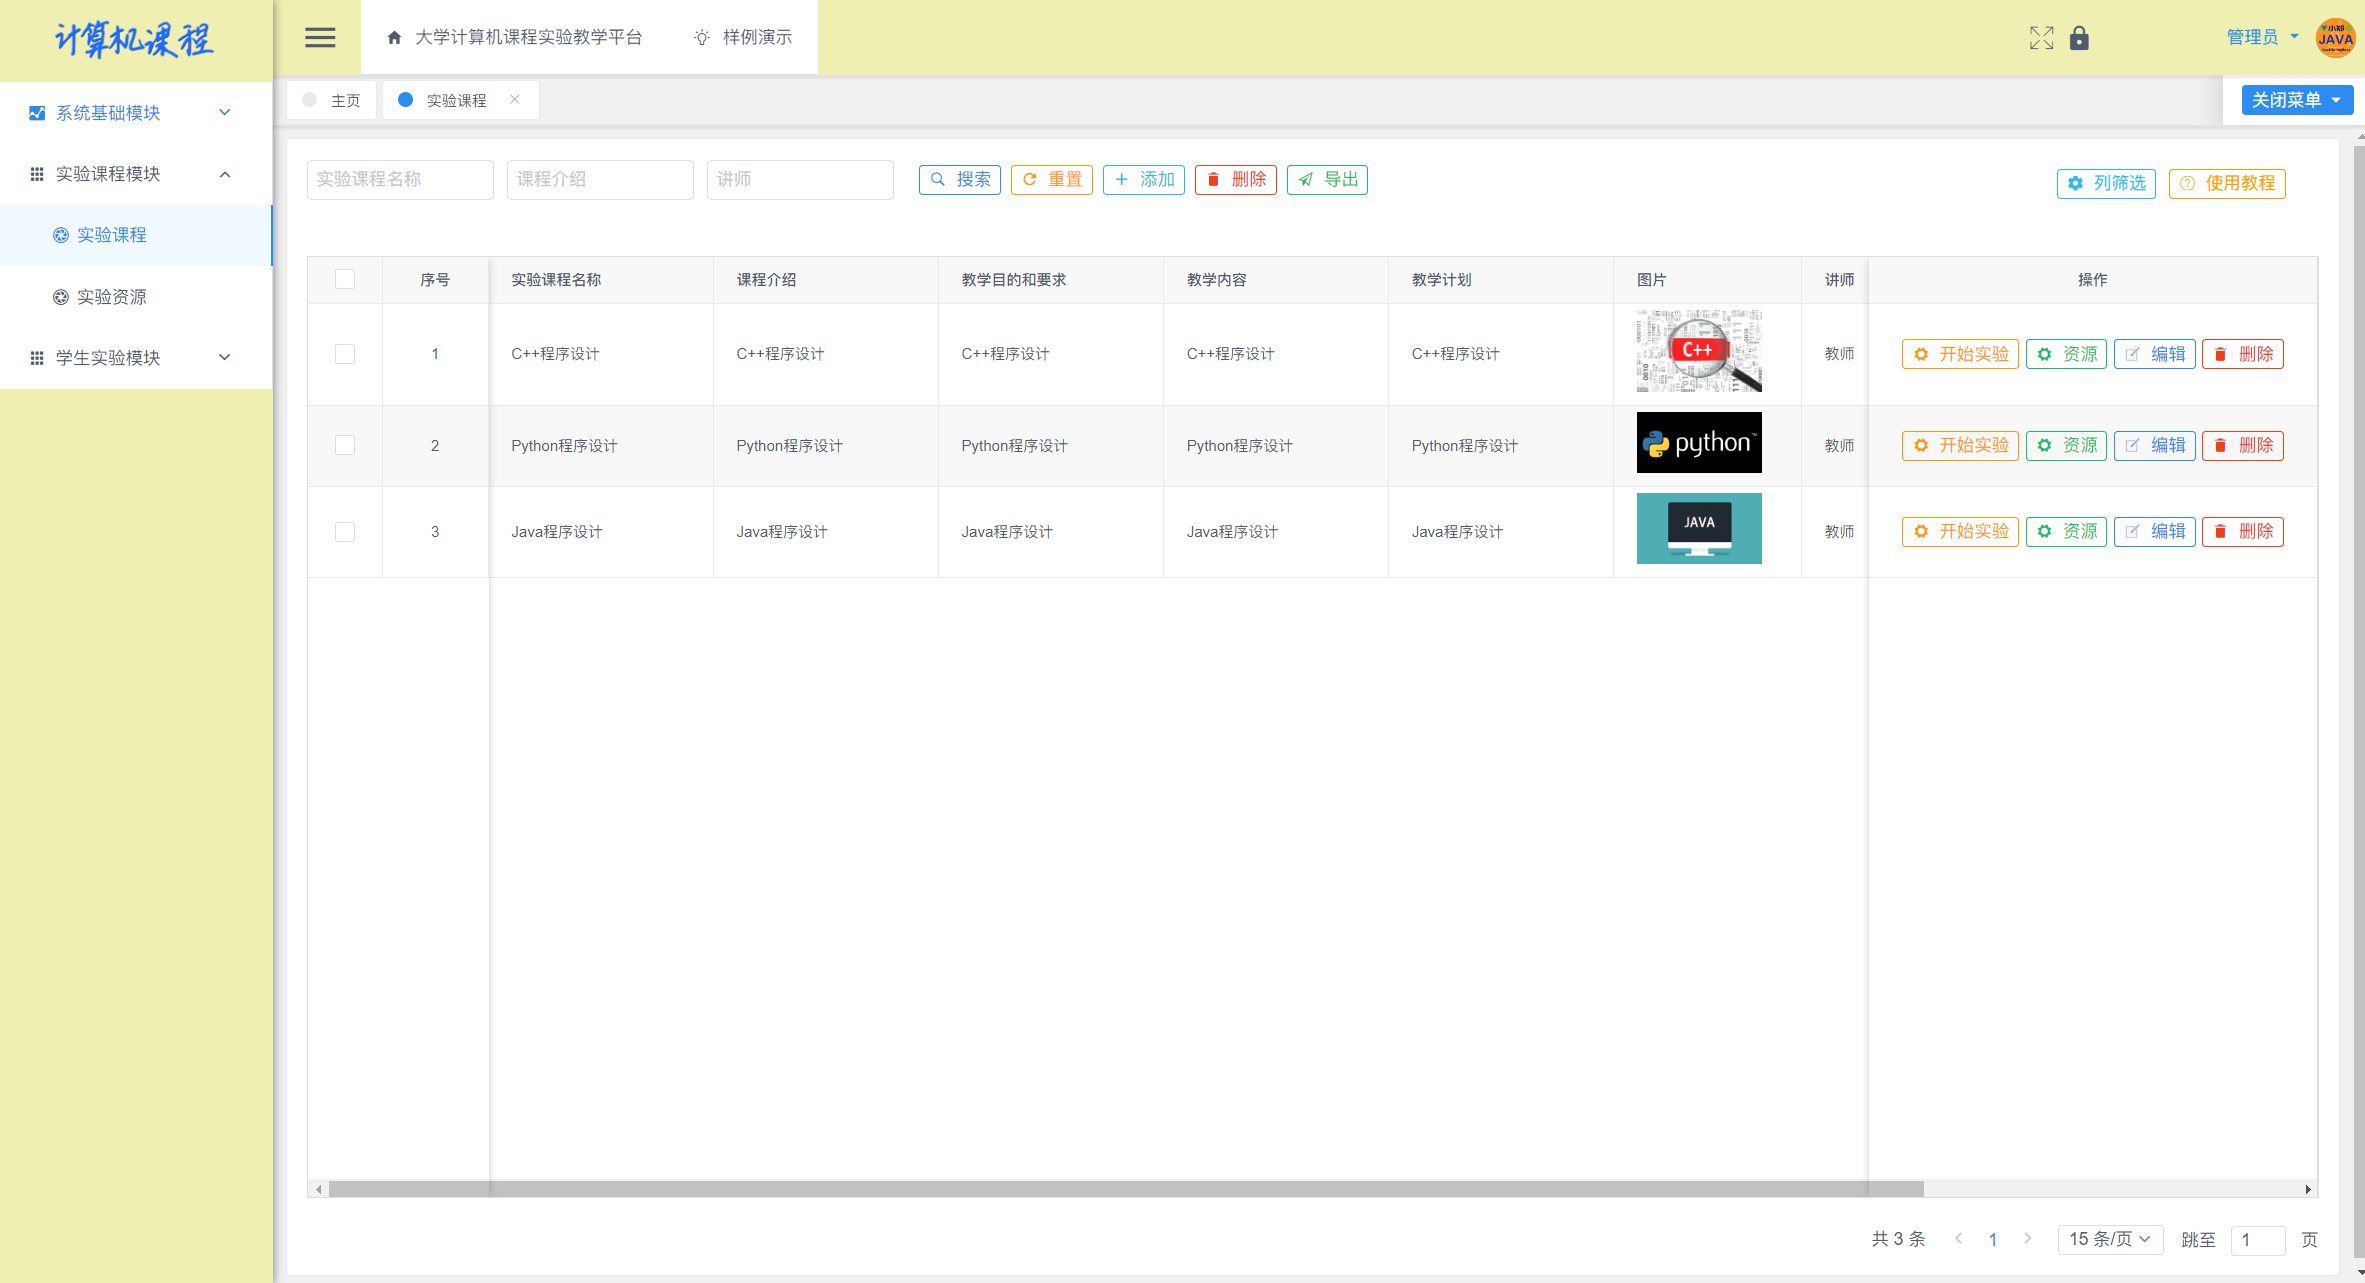 计算机课程
大学计算机课程实验教学平台 样例演示 管理员
小郑 JAVA
主页 实验课程 关闭菜单
系统基础模块
实验课程模块
实验课程
实验资源
学生实验模块
实验课程名称 课程介绍 讲师 搜索 重置 添加 删除 导出 列筛选 使用教程
序号 实验课程名称 课程介绍 教学目的和要求 教学内容 教学计划 图片 讲师 操作
1 C++程序设计 C++程序设计 C++程序设计 C++程序设计 C++程序设计 C++ 教师 开始实验 资源 编辑 删除
2 Python程序设计 Python程序设计 Python程序设计 Python程序设计 Python程序设计 python™ 教师 开始实验 资源 编辑 删除
3 Java程序设计 Java程序设计 Java程序设计 Java程序设计 Java程序设计 JAVA 教师 开始实验 资源 编辑 删除
共 3 条 1 15 条/页 跳至 1 页